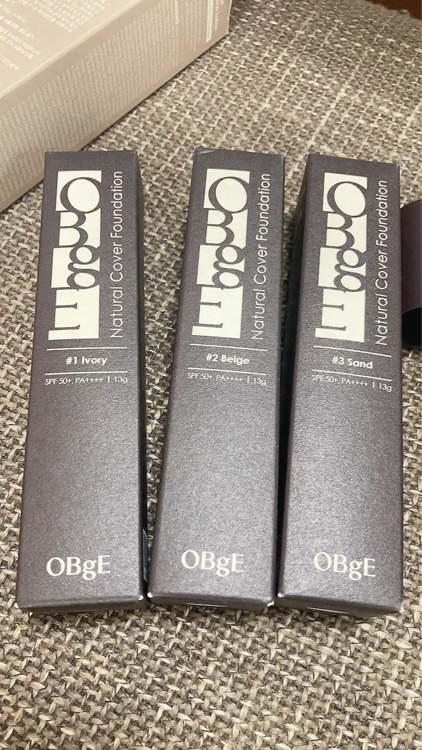 OBgE
Natural Cover Foundation
#1 Ivory
SPF 50+, PA++++ | 13g
OBgE
OBgE
Natural Cover Foundation
#2 Beige
SPF 50+, PA++++ | 13g
OBgE
OBgE
Natural Cover Foundation
#3 Sand
SPF 50+, PA++++ | 13g
OBgE